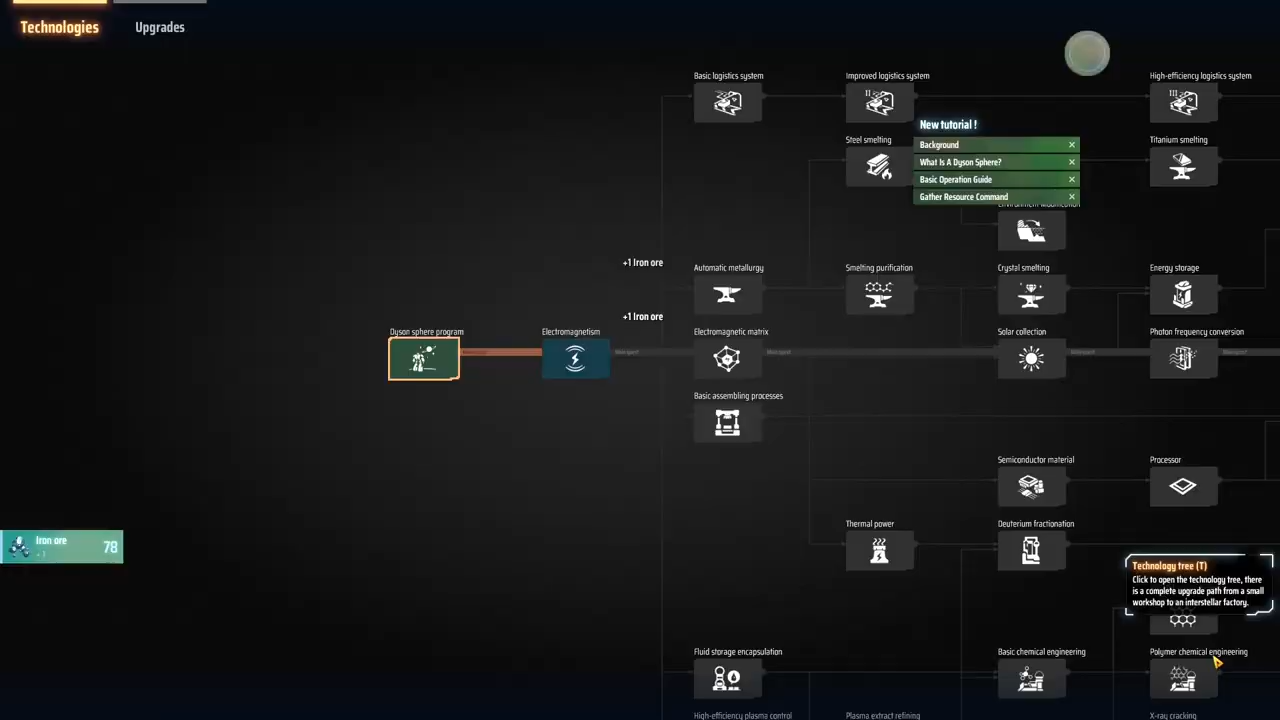 Technologies
Upgrades
Basic logistics system
Improved logistics system
High-efficiency logistics system
II
III
New tutorial !
Background
What Is A Dyson Sphere?
Basic Operation Guide
Gather Resource Command
Steel smelting
Titanium smelting
+1 Iron ore
Automatic metallurgy
Smelting purification
Crystal smelting
Energy storage
+1 Iron ore
Dyson sphere program
Electromagnetism
Electromagnetic matrix
Solar collection
Photon frequency conversion
Basic assembling processes
Semiconductor material
Processor
Thermal power
Deuterium fractionation
Iron ore
+1
78
Technology tree (T)
Click to open the technology tree, there
is a complete upgrade path from a small
workshop to an interstellar factory.
Fluid storage encapsulation
Basic chemical engineering
Polymer chemical engineering
High-efficiency plasma control
Plasma extract refining
X-ray cracking